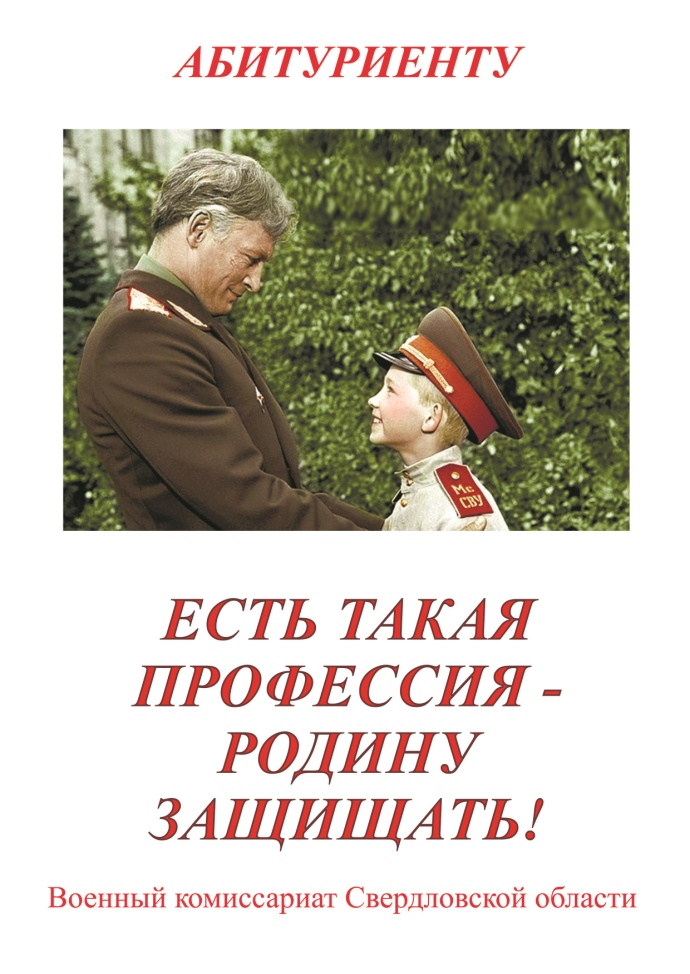 АБИТУРИЕНТУ
Мс
СВУ
ЕСТЬ ТАКАЯ
ПРОФЕССИЯ -
РОДИНУ
ЗАЩИЩАТЬ!
Военный комиссариат Свердловской области